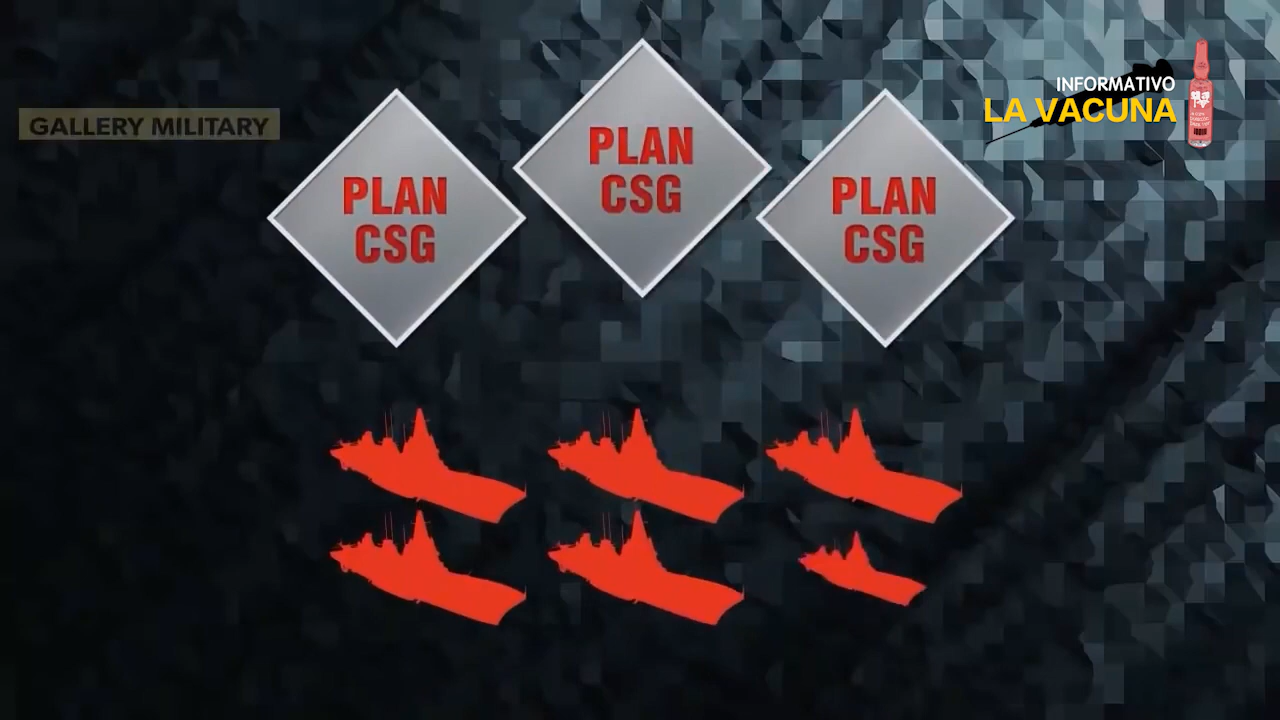 GALLERY MILITARY
INFORMATIVO
LA VACUNA
PLAN
CSG
PLAN
CSG
PLAN
CSG